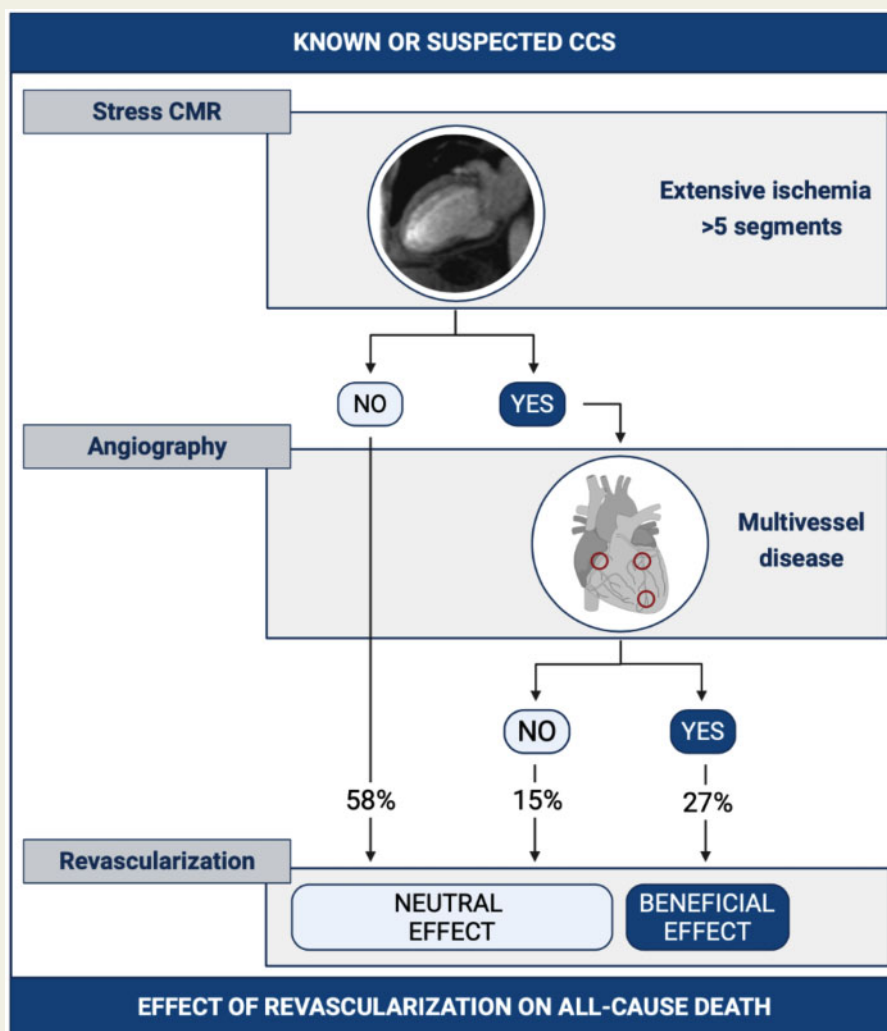 KNOWN OR SUSPECTED CCS
Stress CMR
Extensive ischemia
>5 segments
NO
YES
Angiography
Multivessel
disease
NO
YES
58%
15%
27%
Revascularization
NEUTRAL
EFFECT
BENEFICIAL
EFFECT
EFFECT OF REVASCULARIZATION ON ALL-CAUSE DEATH